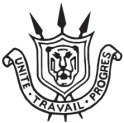 UNITE · TRAVAIL · PROGRES